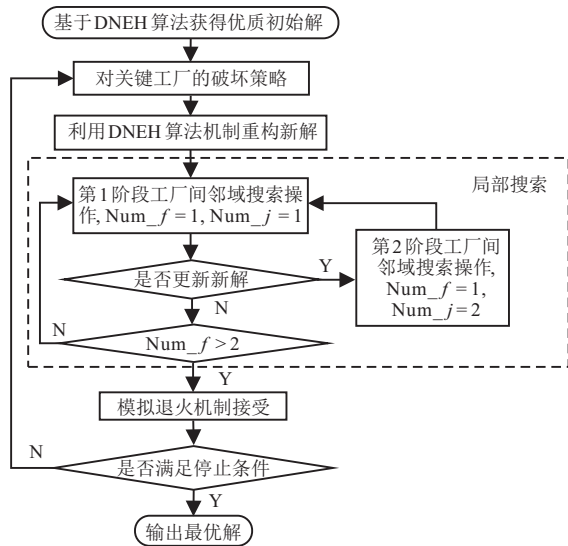 基于DNEH算法获得优质初始解
对关键工厂的破坏策略
利用DNEH算法机制重构新解
局部搜索
第1阶段工厂间邻域搜索操
作, Num_f = 1, Num_j = 1
第2阶段工厂间
邻域搜索操作,
Num_f = 1,
Num_j = 2
是否更新新解
Y
N
Num_f > 2
N
Y
模拟退火机制接受
是否满足停止条件
N
Y
输出最优解